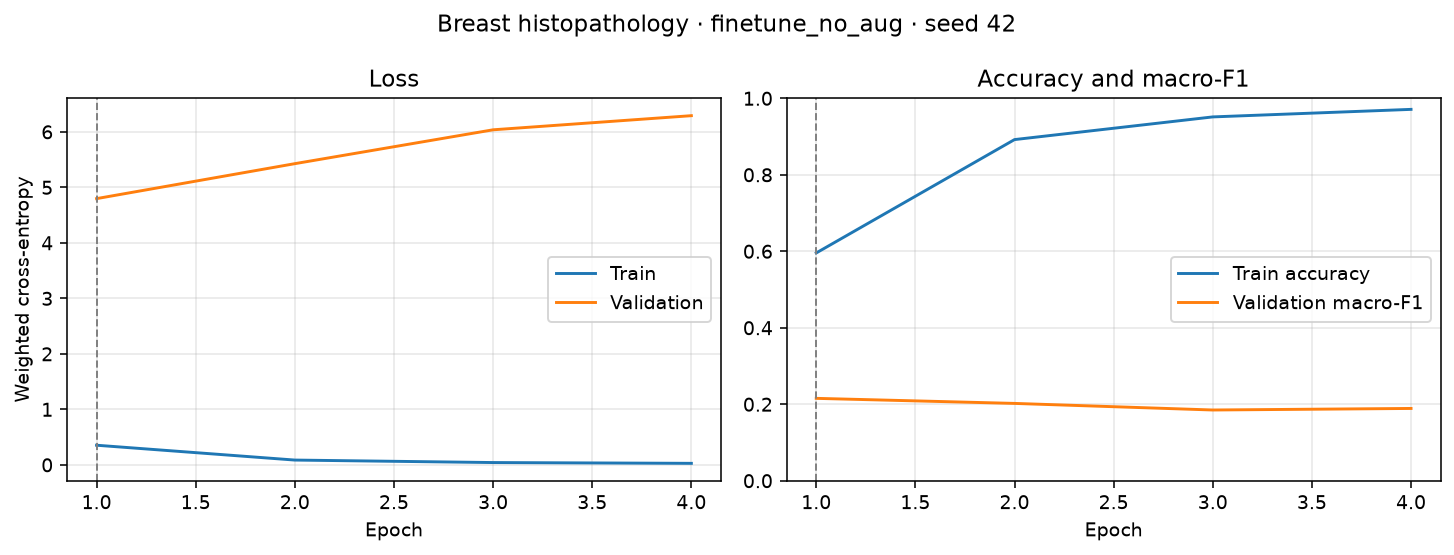 Breast histopathology · finetune_no_aug · seed 42
Loss
Weighted cross-entropy
6
5
4
3
2
1
0
Train
Validation
1.0 1.5 2.0 2.5 3.0 3.5 4.0
Epoch
Accuracy and macro-F1
1.0
0.8
0.6
0.4
0.2
0.0
Train accuracy
Validation macro-F1
1.0 1.5 2.0 2.5 3.0 3.5 4.0
Epoch